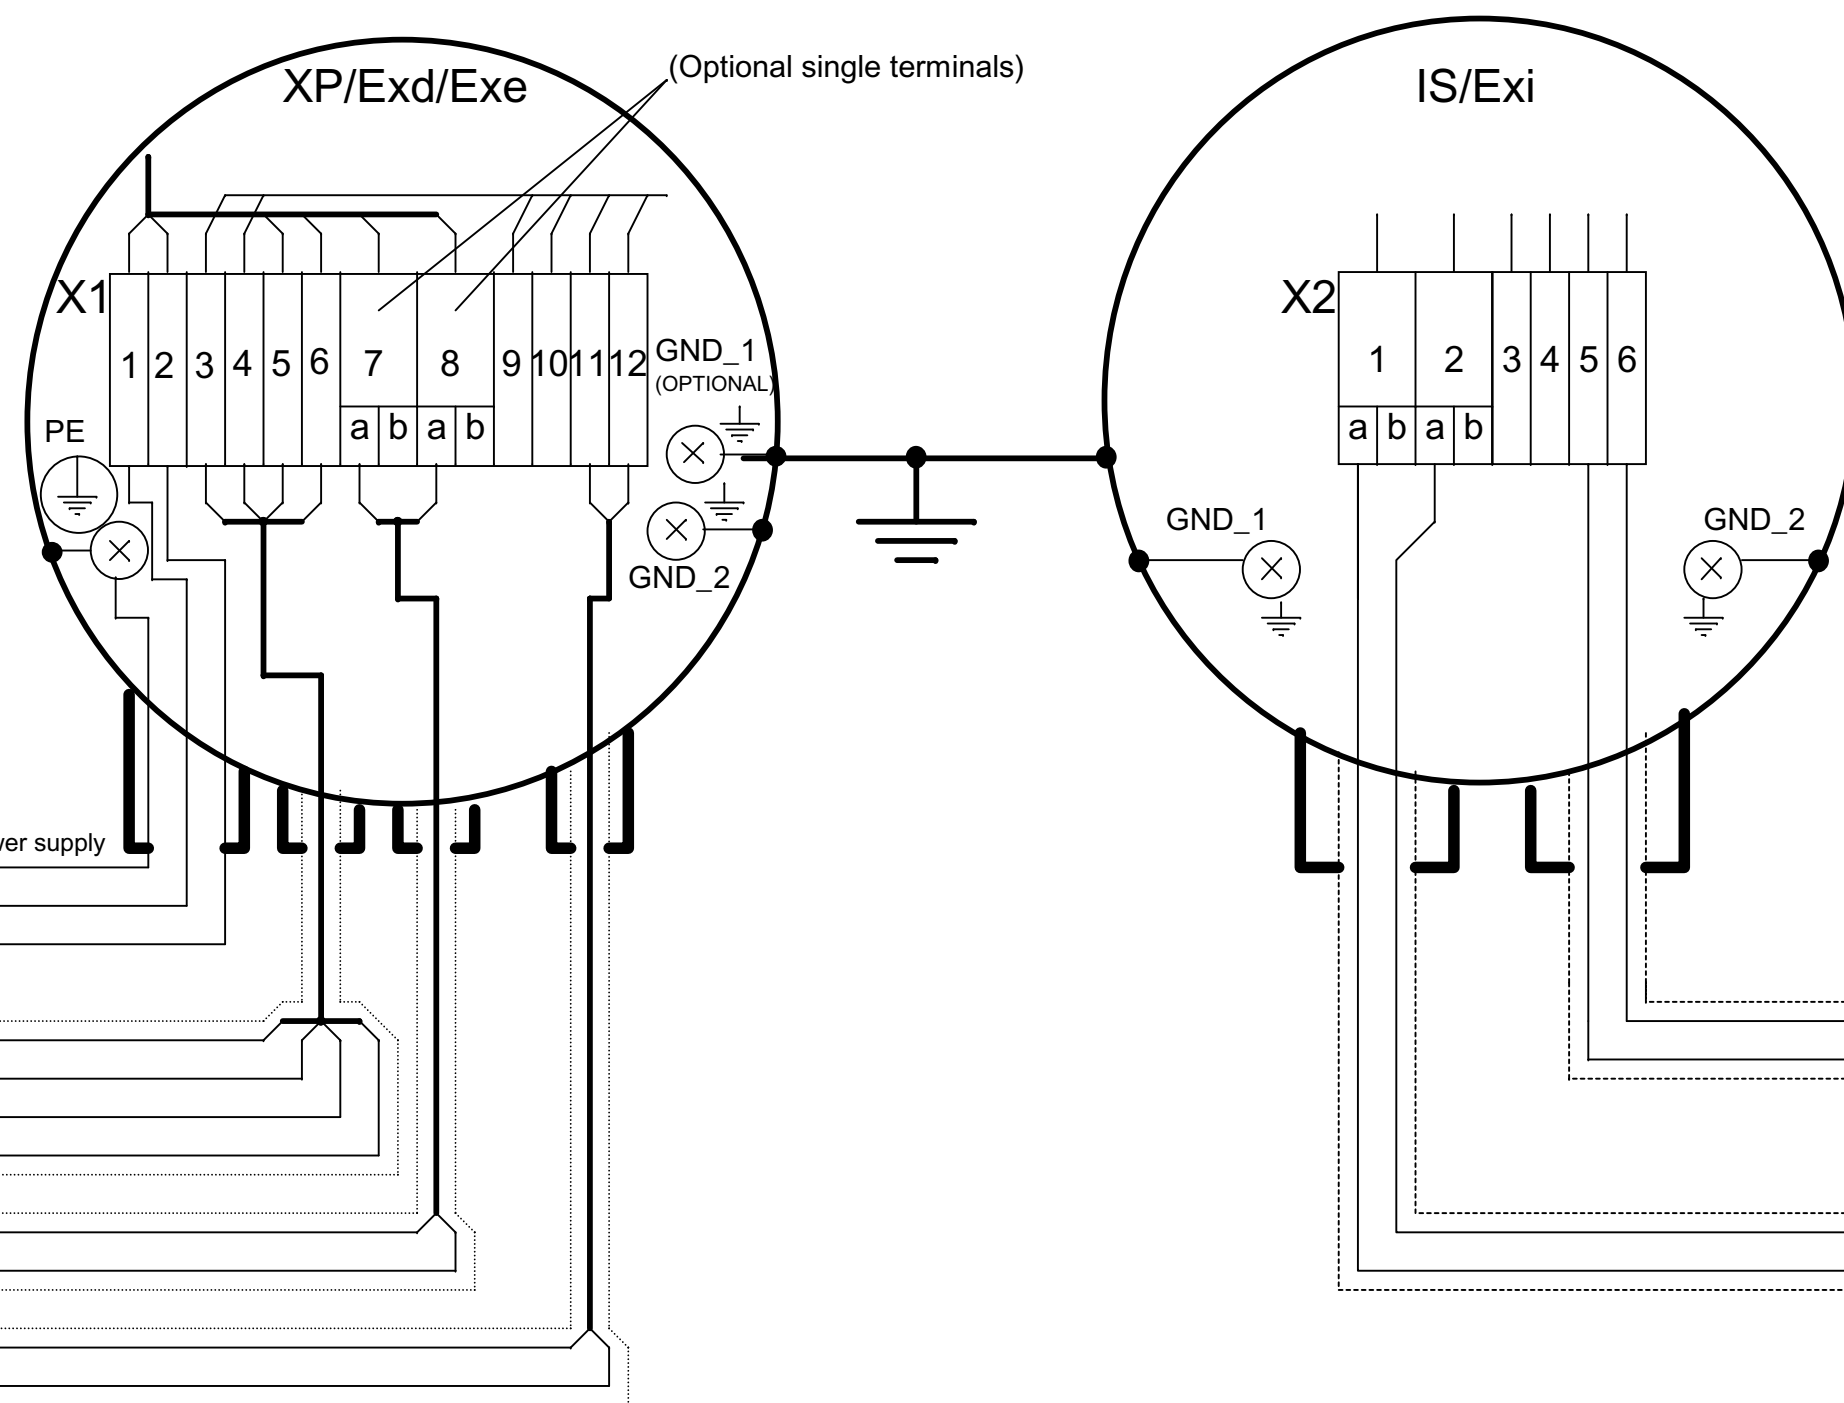 XP/Exd/Exe
(Optional single terminals)
X1
1 2 3 4 5 6 7 8 9 10 11 12
a b a b
GND_1
(OPTIONAL)
PE
GND_2
supply
IS/Exi
X2
1 2 3 4 5 6
a b a b
GND_1
GND_2